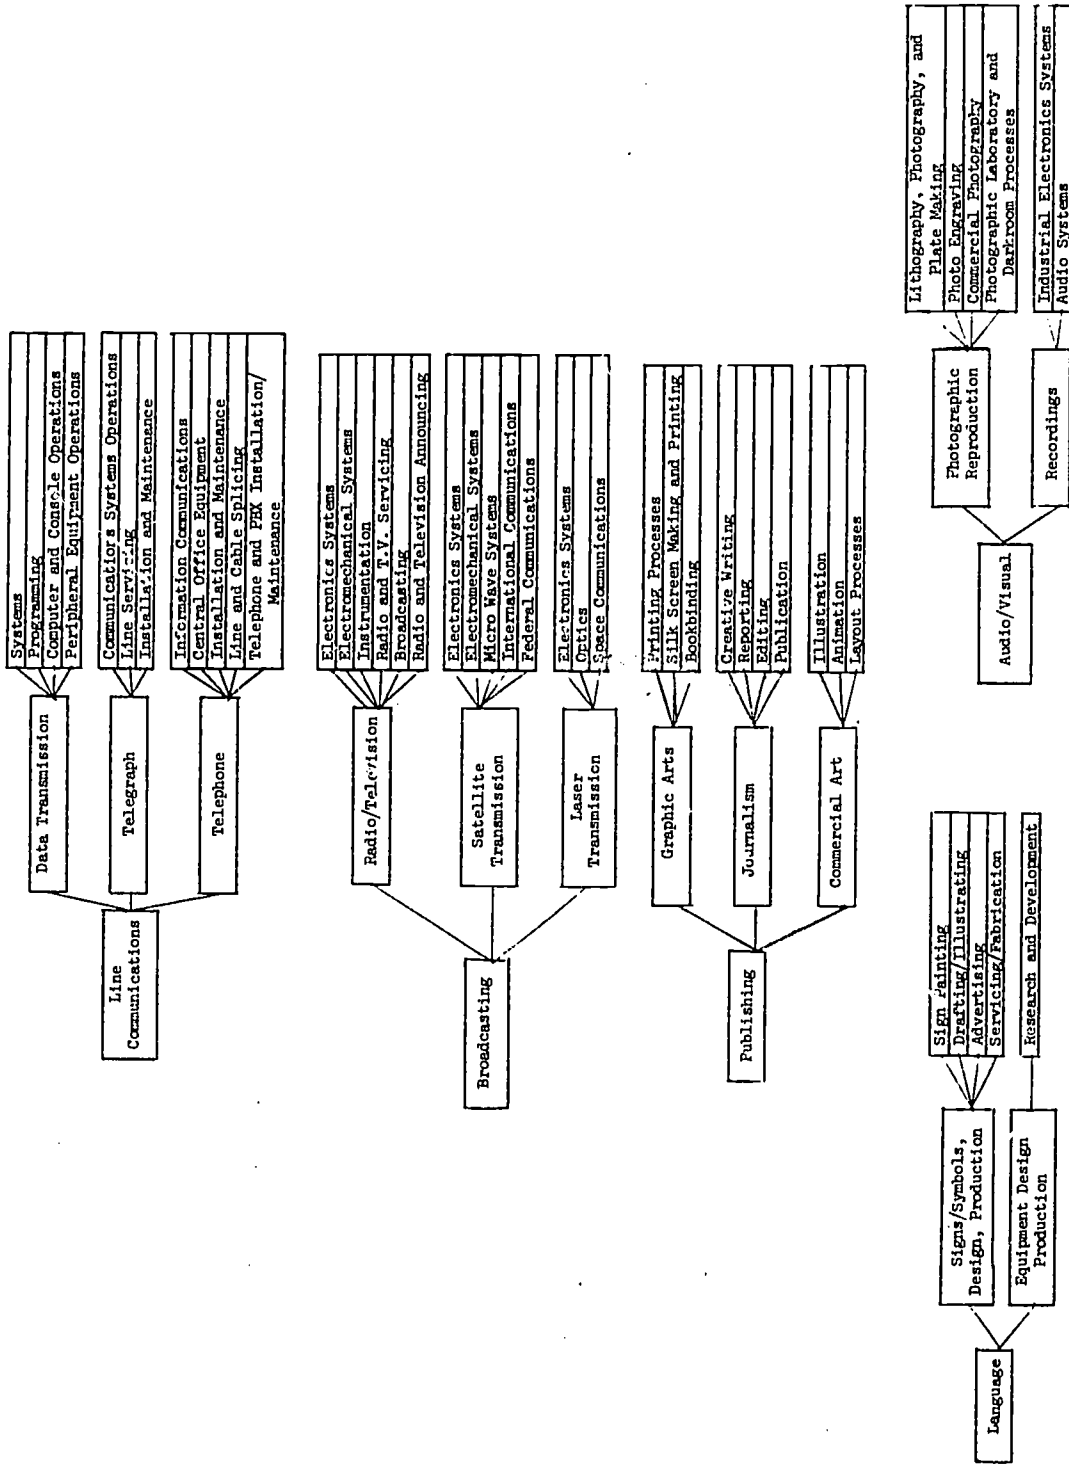 Line
Communications
Data Transmission
Systems
Programming
Computer and Console Operations
Peripheral Equipment Operations
Telegraph
Communications Systems Operations
Line Servicing
Installation and Maintenance
Telephone
Information Communications
Central Office Equipment
Installation and Maintenance
Line and Cable Splicing
Telephone and PBX Installation/
Maintenance
Broadcasting
Radio/Television
Electronics Systems
Electromechanical Systems
Instrumentation
Radio and T.V. Servicing
Broadcasting
Radio and Television Announcing
Satellite
Transmission
Electronics Systems
Electromechanical Systems
Micro Wave Systems
International Communications
Federal Communications
Laser
Transmission
Electronics Systems
Optics
Space Communications
Publishing
Graphic Arts
Printing Processes
Silk Screen Making and Printing
Bookbinding
Journalism
Creative Writing
Reporting
Editing
Publication
Commercial Art
Illustration
Animation
Layout Processes
Language
Signs/Symbols,
Design, Production
Sign Painting
Drafting/Illustrating
Advertising
Servicing/Fabrication
Equipment Design
Production
Research and Development
Audio/Visual
Photographic
Reproduction
Lithography, Photography, and
Plate Making
Photo Engraving
Commercial Photography
Photographic Laboratory and
Darkroom Processes
Recordings
Industrial Electronics Systems
Audio Systems